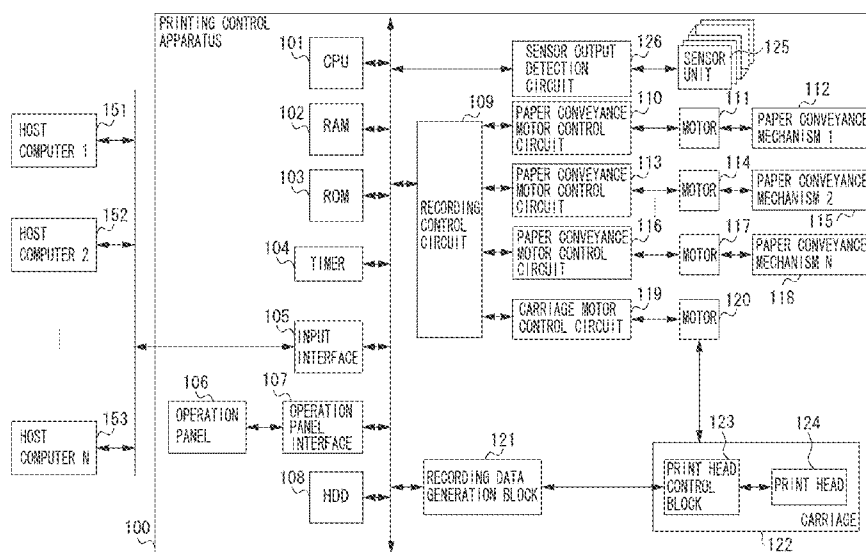 PRINTING CONTROL
APPARATUS
101
CPU
102
RAM
103
ROM
104
TIMER
105
INPUT
INTERFACE
106
OPERATION
PANEL
107
OPERATION
PANEL
INTERFACE
108
HDD
100
151
HOST
COMPUTER 1
152
HOST
COMPUTER 2
153
HOST
COMPUTER N
126
SENSOR OUTPUT
DETECTION
CIRCUIT
125
SENSOR
UNIT
109
RECORDING
CONTROL
CIRCUIT
110
PAPER CONVEYANCE
MOTOR CONTROL
CIRCUIT
111
MOTOR
112
PAPER CONVEYANCE
MECHANISM 1
113
PAPER CONVEYANCE
MOTOR CONTROL
CIRCUIT
114
MOTOR
PAPER CONVEYANCE
MECHANISM 2
115
116
PAPER CONVEYANCE
MOTOR CONTROL
CIRCUIT
117
MOTOR
PAPER CONVEYANCE
MECHANISM N
118
119
CARRIAGE MOTOR
CONTROL CIRCUIT
120
MOTOR
121
RECORDING DATA
GENERATION BLOCK
123
PRINT HEAD
CONTROL
BLOCK
124
PRINT HEAD
CARRIAGE
122